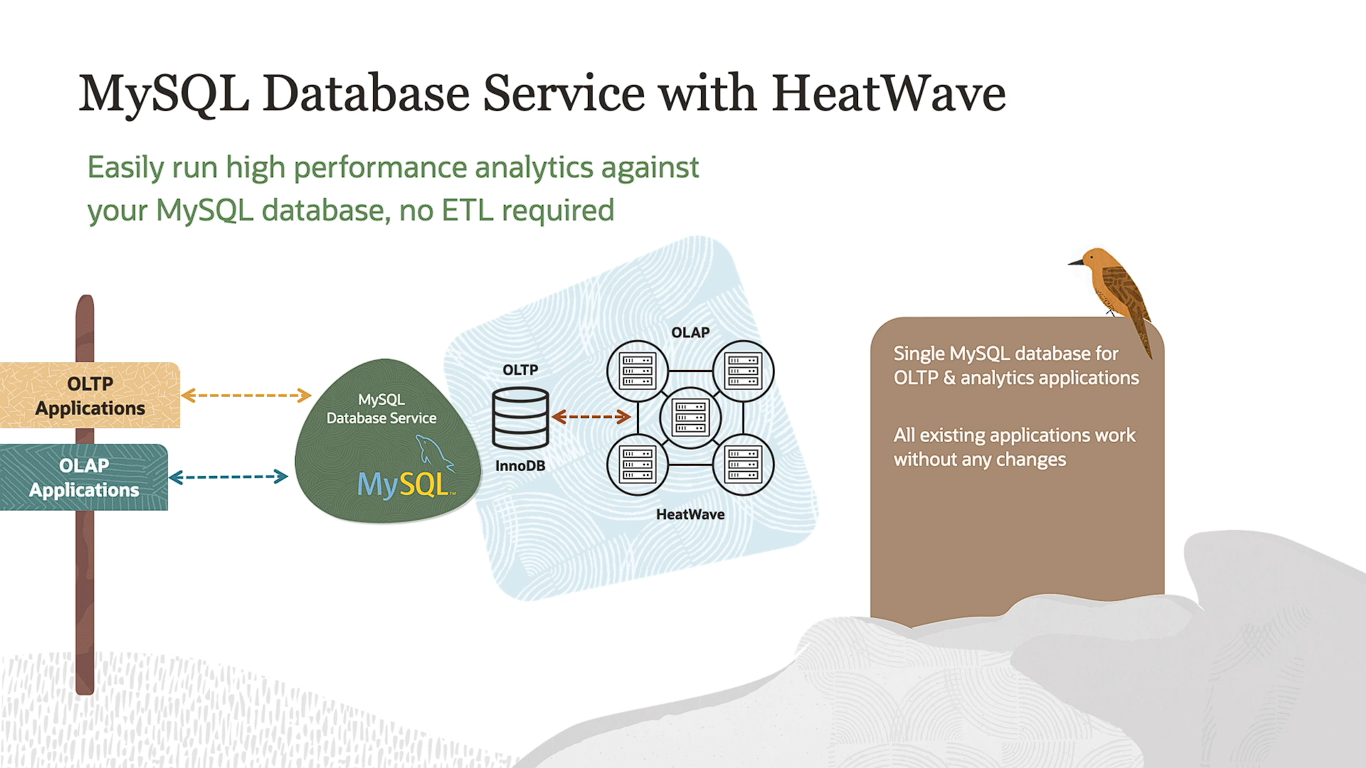 MySQL Database Service with HeatWave
Easily run high performance analytics against
your MySQL database, no ETL required
OLTP
Applications
OLAP
Applications
MySQL
Database Service
MySQL™
OLTP
InnoDB
OLAP
HeatWave
Single MySQL database for
OLTP & analytics applications
All existing applications work
without any changes